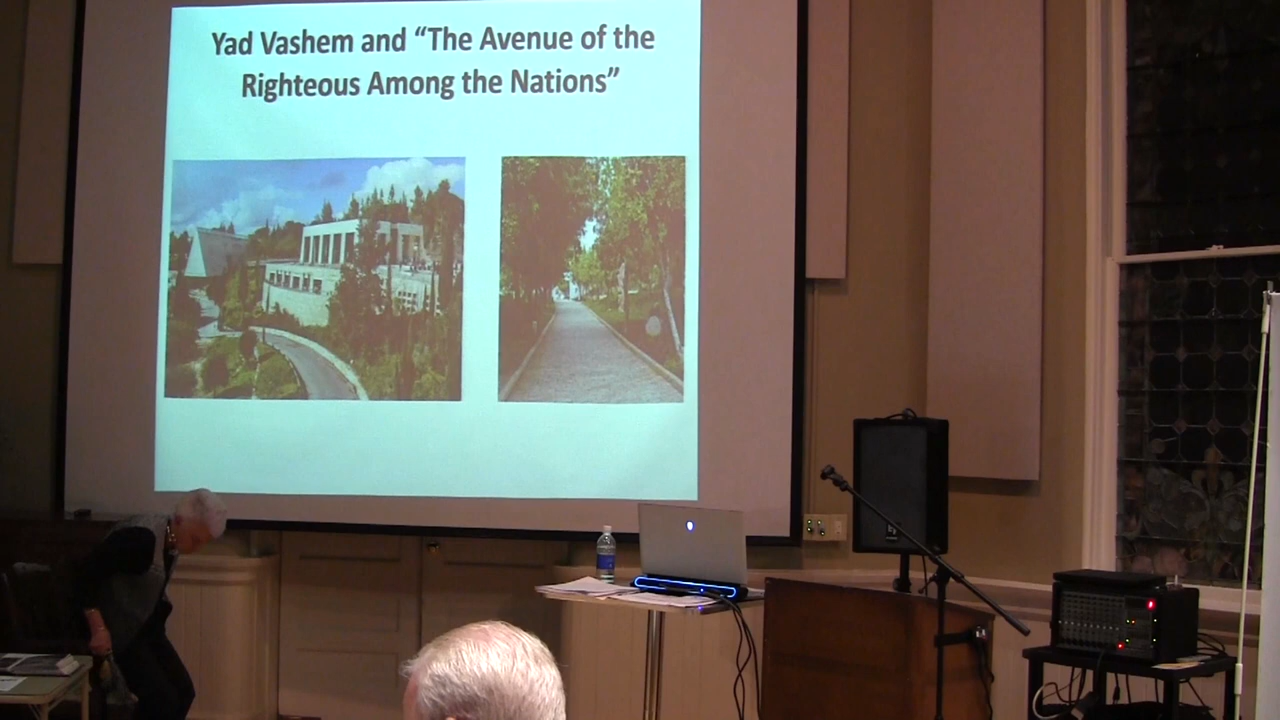 Yad Vashem and “The Avenue of the
Righteous Among the Nations”